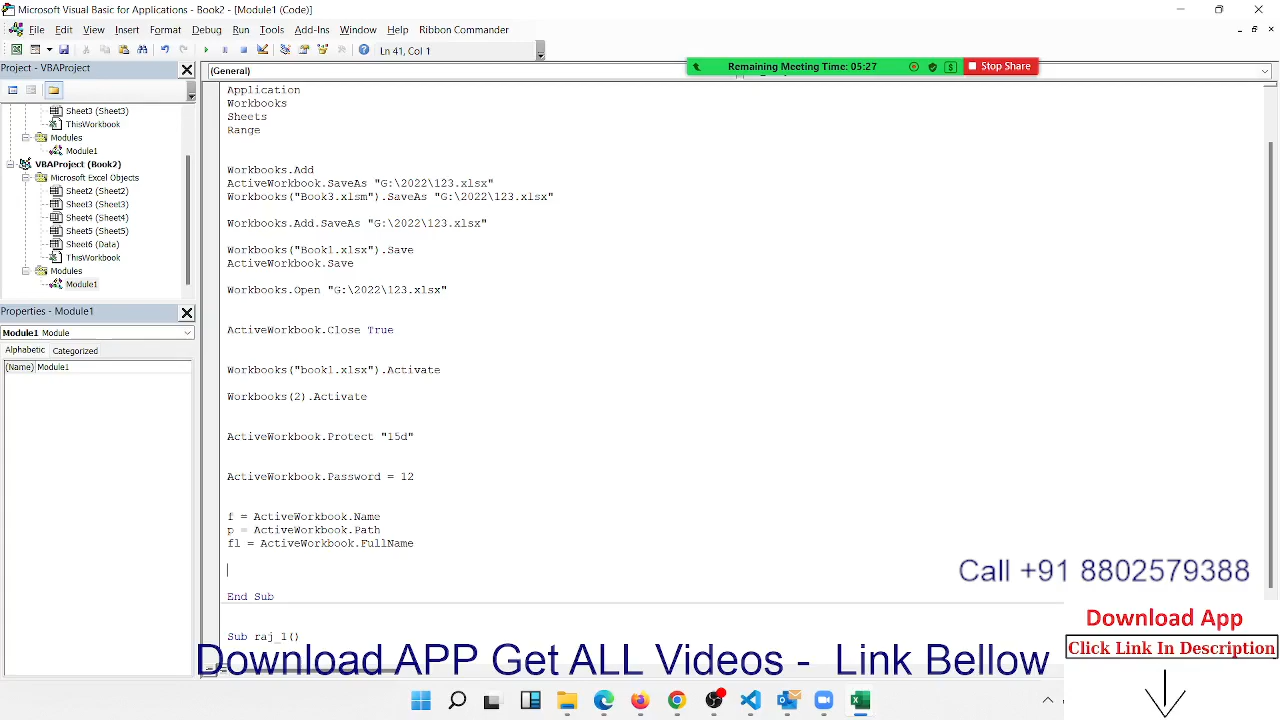 Microsoft Visual Basic for Applications - Book2 - [Module1 (Code)]
File Edit View Insert Format Debug Run Tools Add-Ins Window Help Ribbon Commander
Ln 41, Col 1
Project - VBAProject
(General)
Remaining Meeting Time: 05:27
Stop Share
Sheet3 (Sheet3)
ThisWorkbook
Modules
Module1
VBAProject (Book2)
Microsoft Excel Objects
Sheet2 (Sheet2)
Sheet3 (Sheet3)
Sheet4 (Sheet4)
Sheet5 (Sheet5)
Sheet6 (Data)
ThisWorkbook
Modules
Module1
Properties - Module1
Module1 Module
Alphabetic Categorized
(Name) Module1
Application
Workbooks
Sheets
Range
Workbooks.Add
ActiveWorkbook.SaveAs "G:\2022\123.xlsx"
Workbooks("Book3.xlsm").SaveAs "G:\2022\123.xlsx"
Workbooks.Add.SaveAs "G:\2022\123.xlsx"
Workbooks("Book1.xlsx").Save
ActiveWorkbook.Save
Workbooks.Open "G:\2022\123.xlsx"
ActiveWorkbook.Close True
Workbooks("book1.xlsx").Activate
Workbooks(2).Activate
ActiveWorkbook.Protect "15d"
ActiveWorkbook.Password = 12
f = ActiveWorkbook.Name
p = ActiveWorkbook.Path
fl = ActiveWorkbook.FullName
End Sub
Sub raj_1()
Call +91 8802579388
Download App
Click Link In Description
Download APP Get ALL Videos - Link Bellow